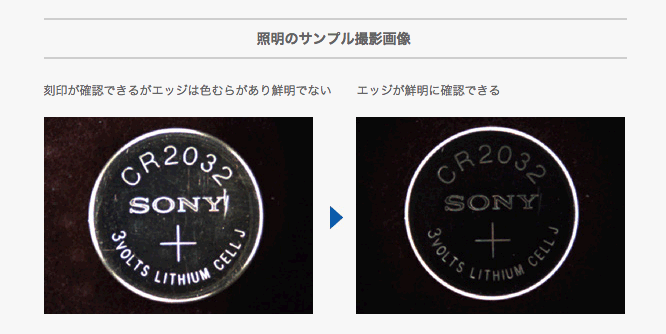 照明のサンプル撮影画像
刻印が確認できるがエッジは色むらがあり鮮明でない
エッジが鮮明に確認できる
CR2032
SONY
3VOLTS LITHIUM CELL J
CR2032
SONY
3VOLTS LITHIUM CELL J